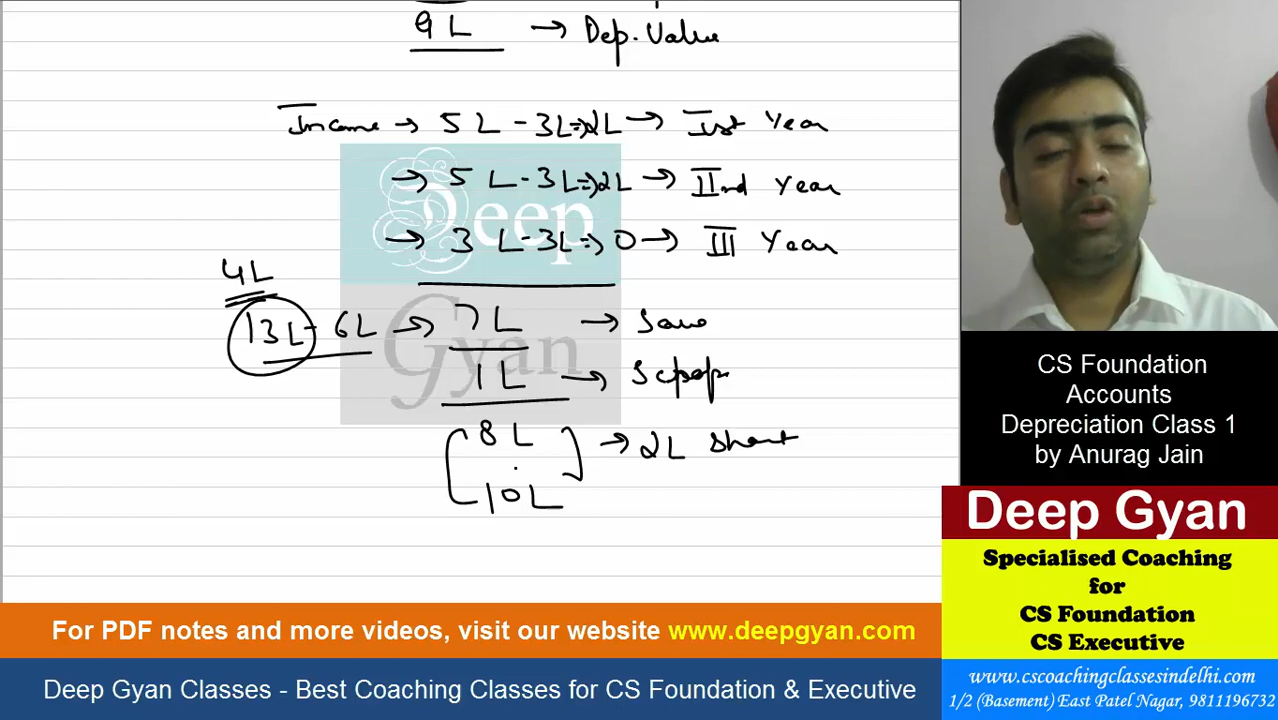 9 L → Dep. Value
Income → 5 L - 3L => 2L → Ist Year
→ 5 L - 3L => 2L → IInd Year
→ 3 L - 3L => 0 → III Year
4L
13L - 6L → 7 L → Save
1 L →
8 L → 2L Short
10 L
Deep
Gyan
CS Foundation
Accounts
Depreciation Class 1
by Anurag Jain
Deep Gyan
Specialised Coaching
for
CS Foundation
CS Executive
www.cscoachingclassesindelhi.com
1/2 (Basement) East Patel Nagar, 9811196732
For PDF notes and more videos, visit our website www.deepgyan.com
Deep Gyan Classes - Best Coaching Classes for CS Foundation & Executive